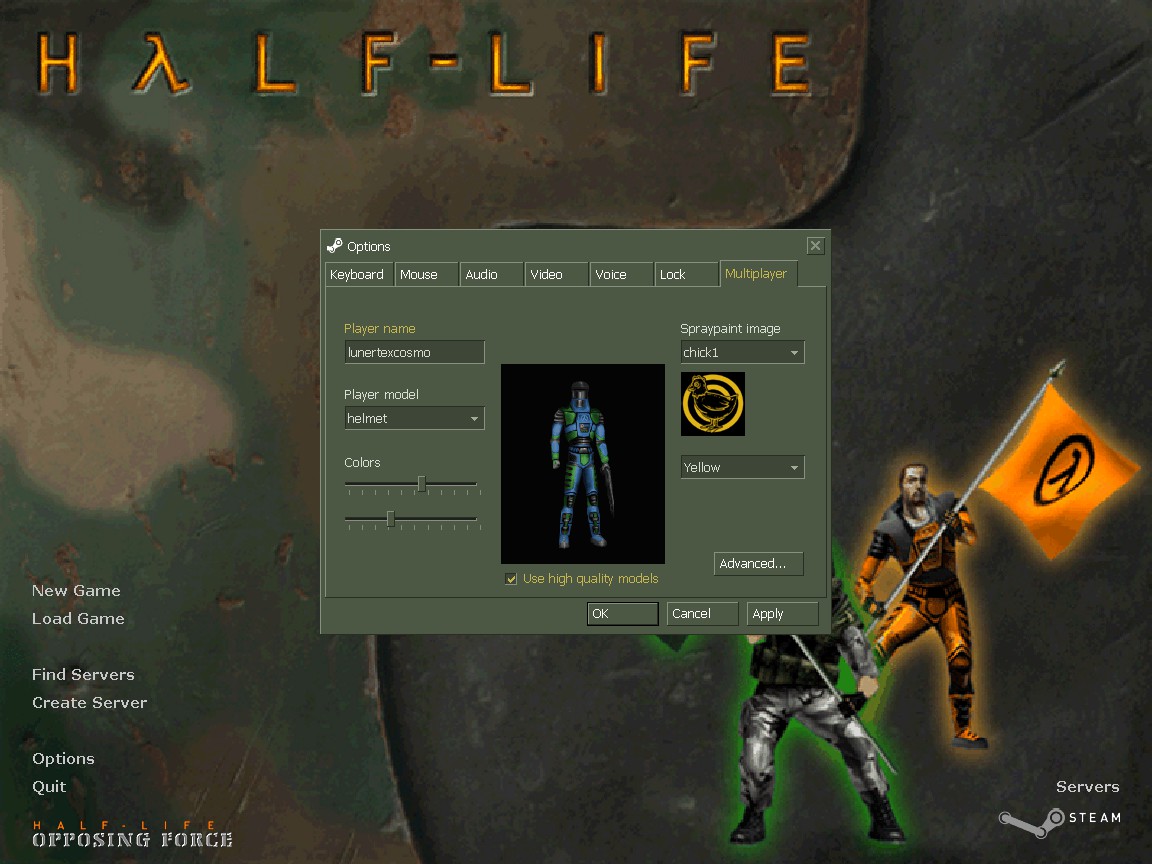 HλLF-LIFE
Options
Keyboard Mouse Audio Video Voice Lock Multiplayer
Player name
lunertexcosmo
Player model
helmet
Colors
Spraypaint image
chick1
Yellow
Advanced...
Use high quality models
OK Cancel Apply
New Game
Load Game
Find Servers
Create Server
Options
Quit
HALF-LIFE
OPPOSING FORCE
Servers
STEAM